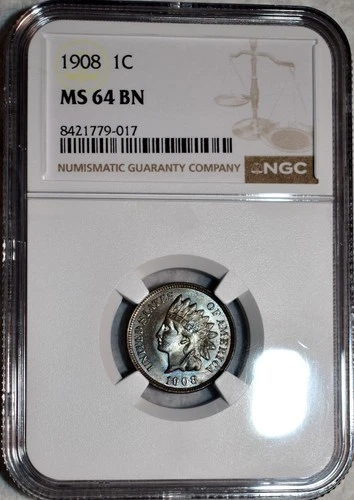 1908 1C
MS 64 BN
8421779-017
NUMISMATIC GUARANTY COMPANY NGC
UNITED STATES OF AMERICA
1908